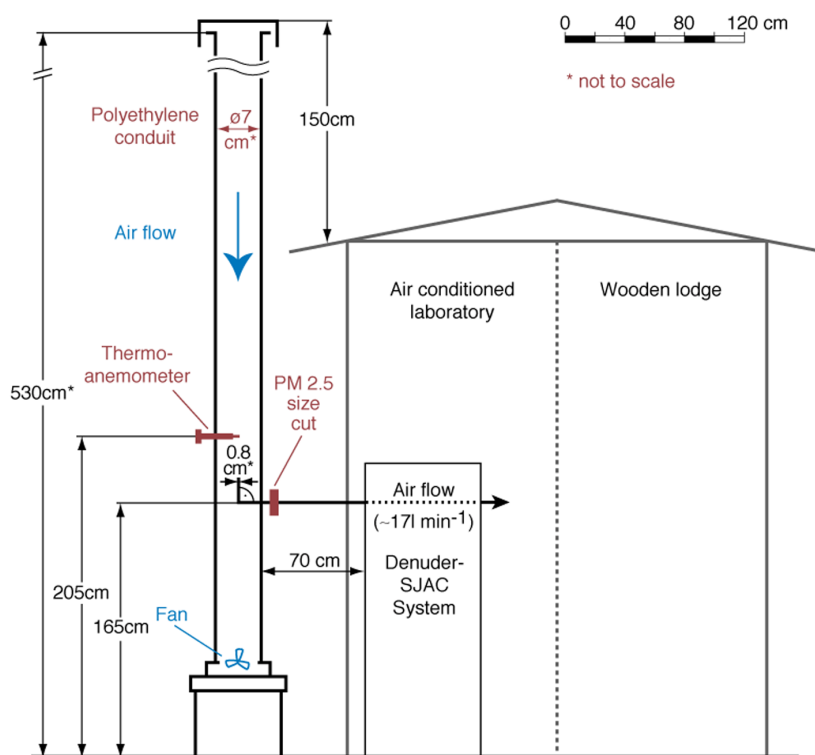 0 40 80 120 cm
* not to scale
150cm
Polyethylene
conduit
ø7
cm*
Air flow
Air conditioned
laboratory
Wooden lodge
Thermo-
anemometer
PM 2.5
size
cut
530cm*
0.8
cm*
Air flow
(~17l min-1)
70 cm
Denuder-
SJAC
System
205cm
165cm
Fan